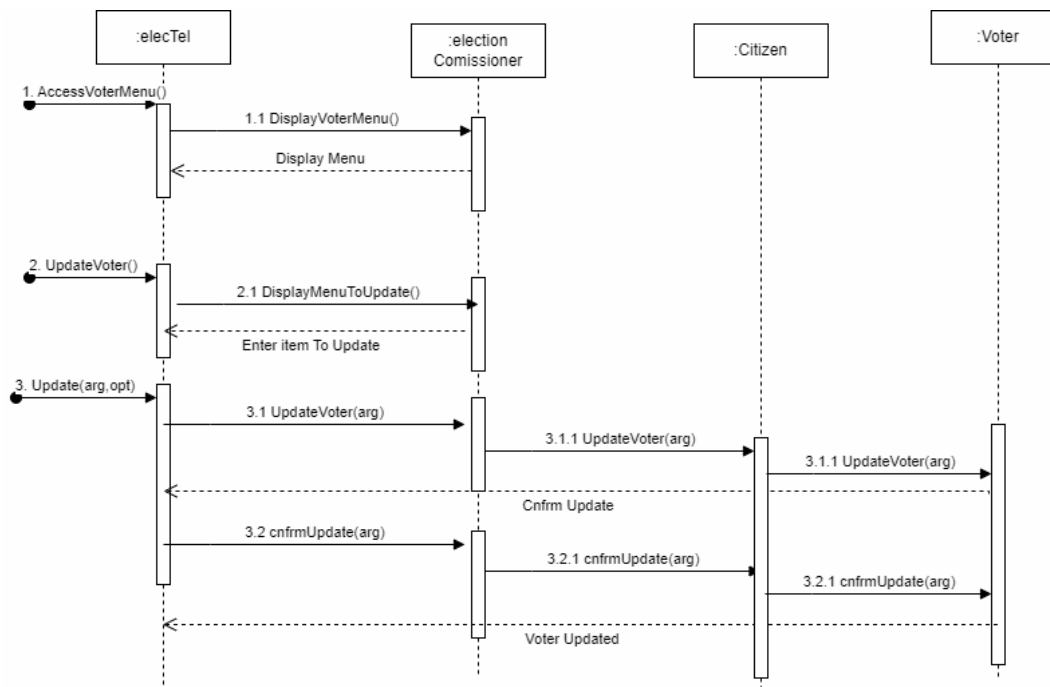 :elecTel
:election
Comissioner
:Citizen
:Voter
1. AccessVoterMenu()
1.1 DisplayVoterMenu()
Display Menu
2. UpdateVoter()
2.1 DisplayMenuToUpdate()
Enter item To Update
3. Update(arg,opt)
3.1 UpdateVoter(arg)
3.1.1 UpdateVoter(arg)
3.1.1 UpdateVoter(arg)
Cnfrm Update
3.2 cnfrmUpdate(arg)
3.2.1 cnfrmUpdate(arg)
3.2.1 cnfrmUpdate(arg)
Voter Updated